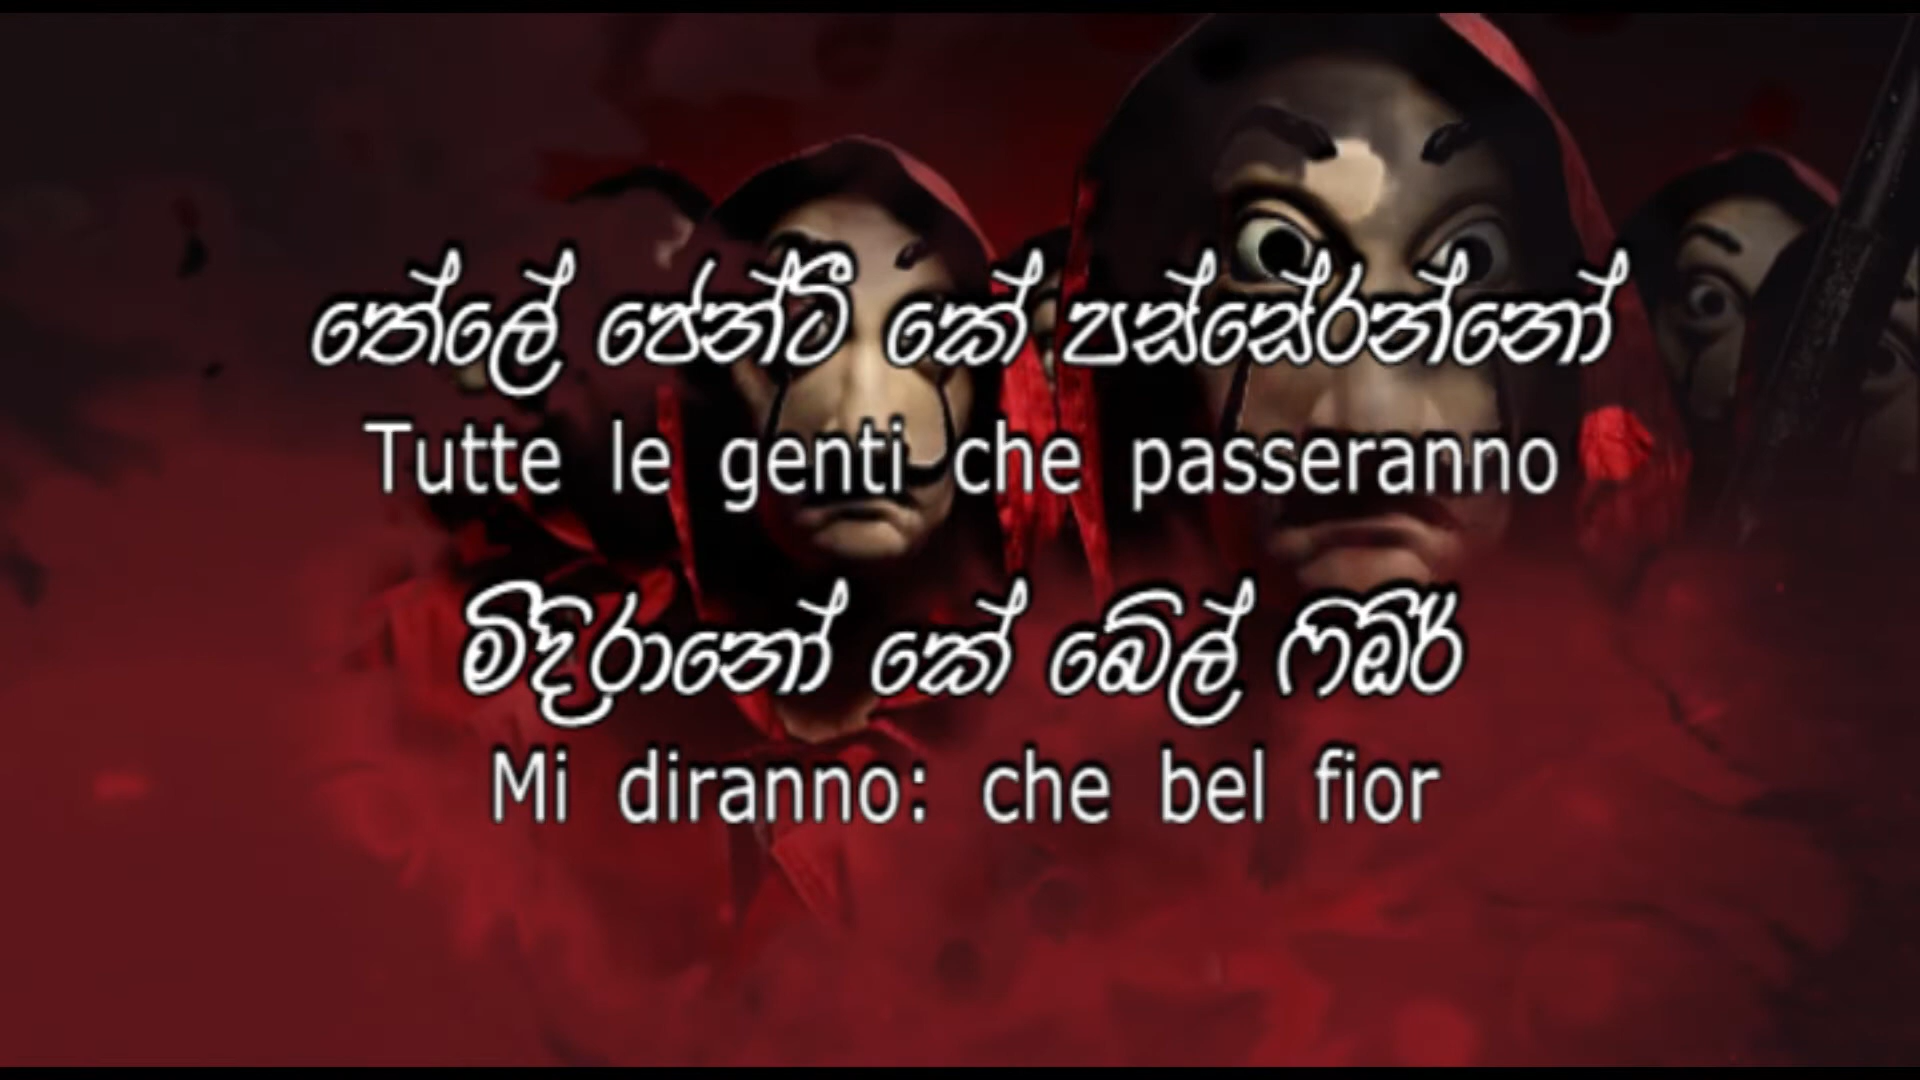 තේලේ ජේන්ටී කේ පස්සේරන්නෝ
Tutte le genti che passeranno
මීදිරානෝ කේ බේල් ෆිඕර්
Mi diranno: che bel fior